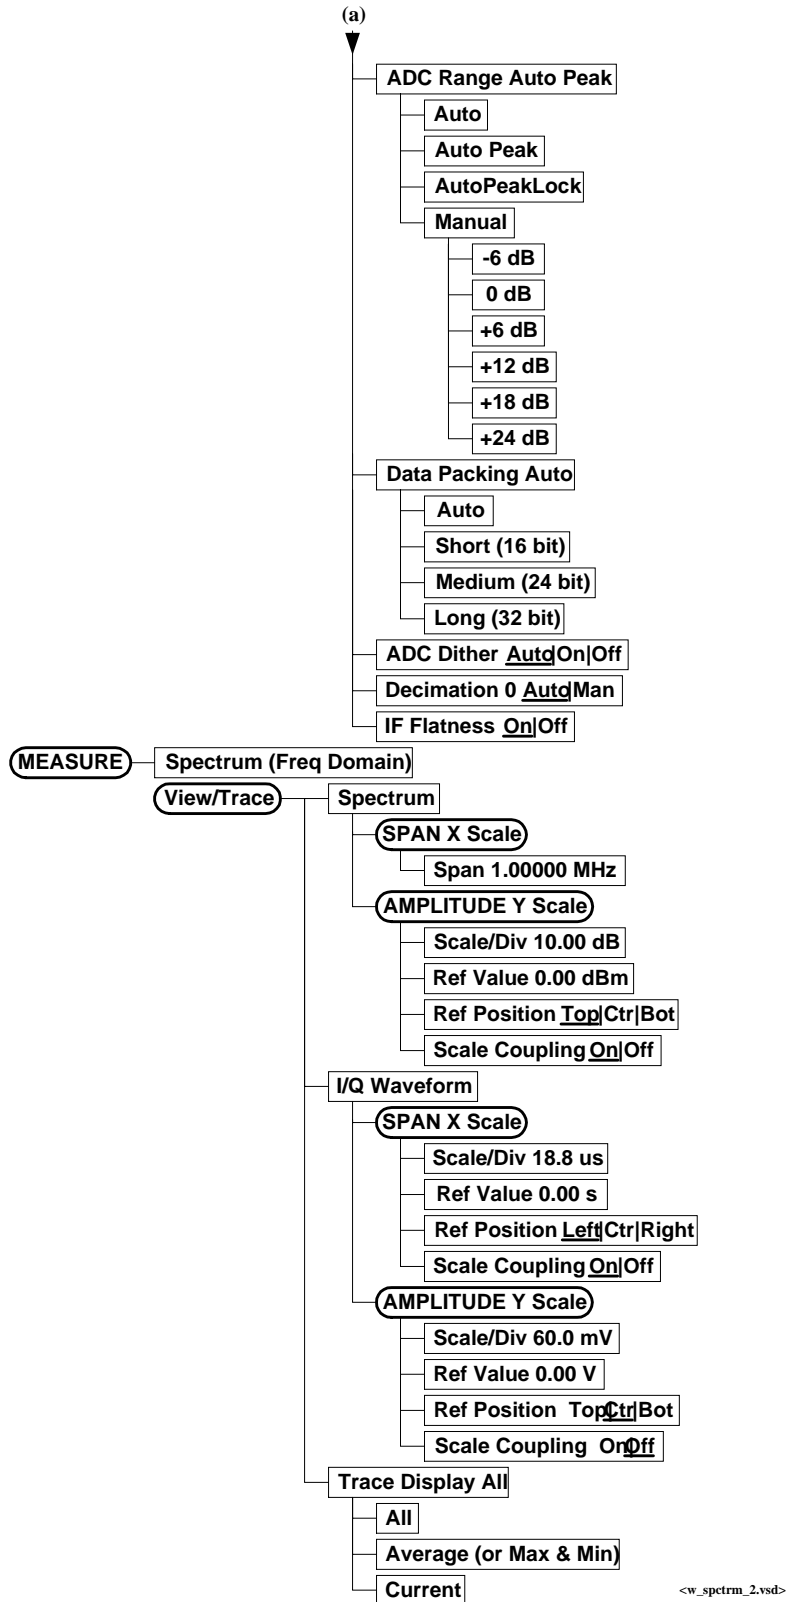 (a)
ADC Range Auto Peak
Auto
Auto Peak
AutoPeakLock
Manual
-6 dB
0 dB
+6 dB
+12 dB
+18 dB
+24 dB
Data Packing Auto
Auto
Short (16 bit)
Medium (24 bit)
Long (32 bit)
ADC Dither Auto|On|Off
Decimation 0 Auto|Man
IF Flatness On|Off
MEASURE Spectrum (Freq Domain)
View/Trace Spectrum
SPAN X Scale
Span 1.00000 MHz
AMPLITUDE Y Scale
Scale/Div 10.00 dB
Ref Value 0.00 dBm
Ref Position Top|Ctr|Bot
Scale Coupling On|Off
I/Q Waveform
SPAN X Scale
Scale/Div 18.8 us
Ref Value 0.00 s
Ref Position Left|Ctr|Right
Scale Coupling On|Off
AMPLITUDE Y Scale
Scale/Div 60.0 mV
Ref Value 0.00 V
Ref Position Top|Ctr|Bot
Scale Coupling On|Off
Trace Display All
All
Average (or Max & Min)
Current
<w_spctrm_2.vsd>